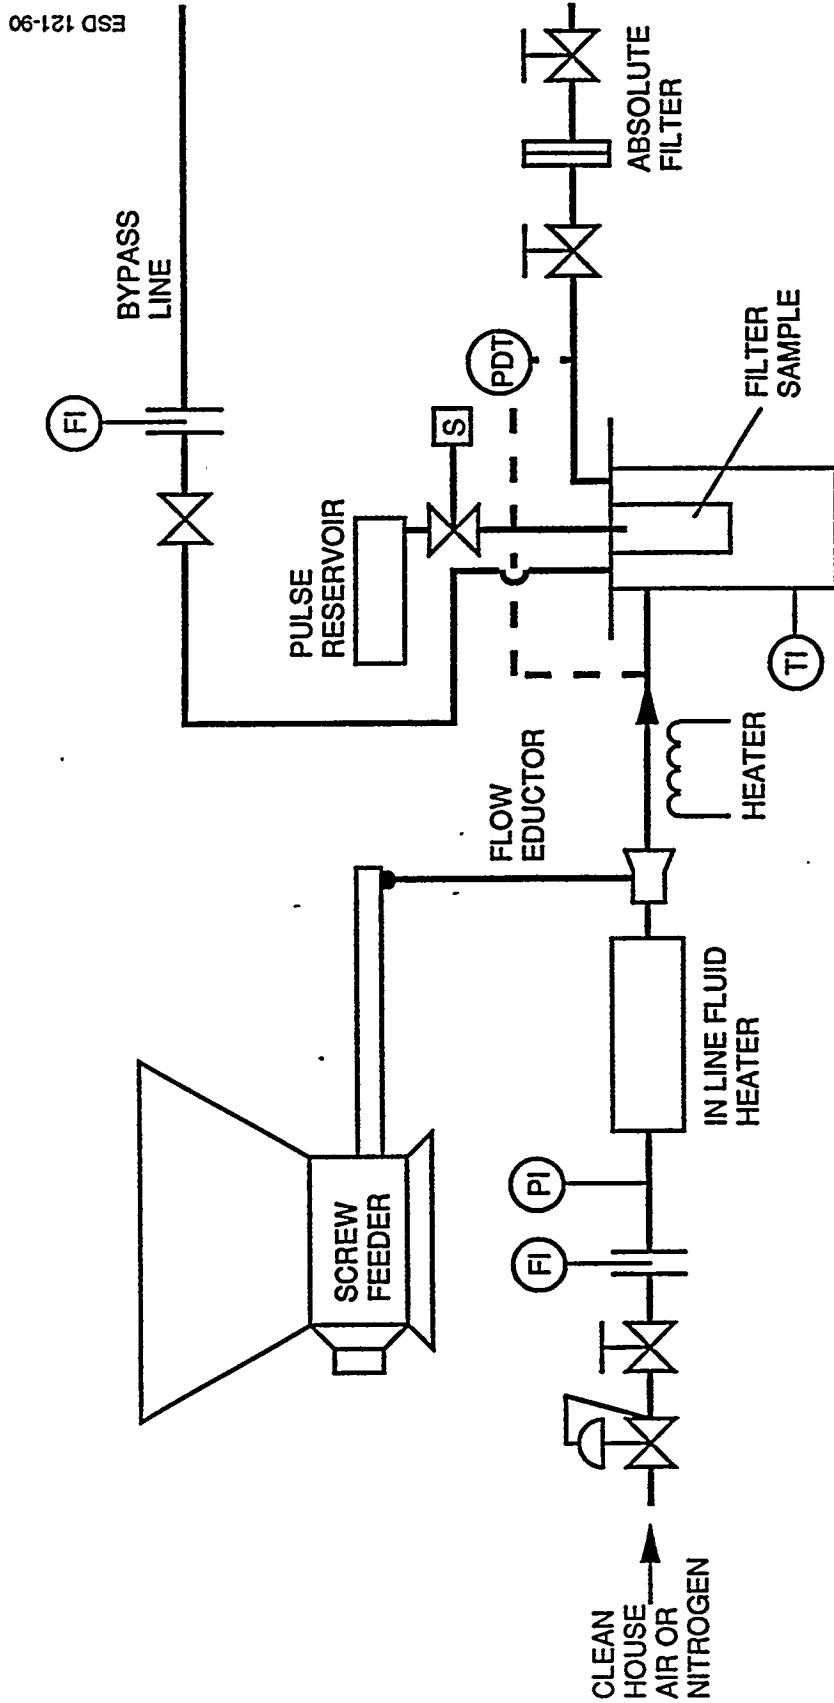 ESD 121-90
BYPASS
LINE
FI
ABSOLUTE
FILTER
PDT
S
PULSE
RESERVOIR
FILTER
SAMPLE
TI
FLOW
EDUCTOR
HEATER
SCREW
FEEDER
IN LINE FLUID
HEATER
PI
FI
CLEAN
HOUSE
AIR OR
NITROGEN